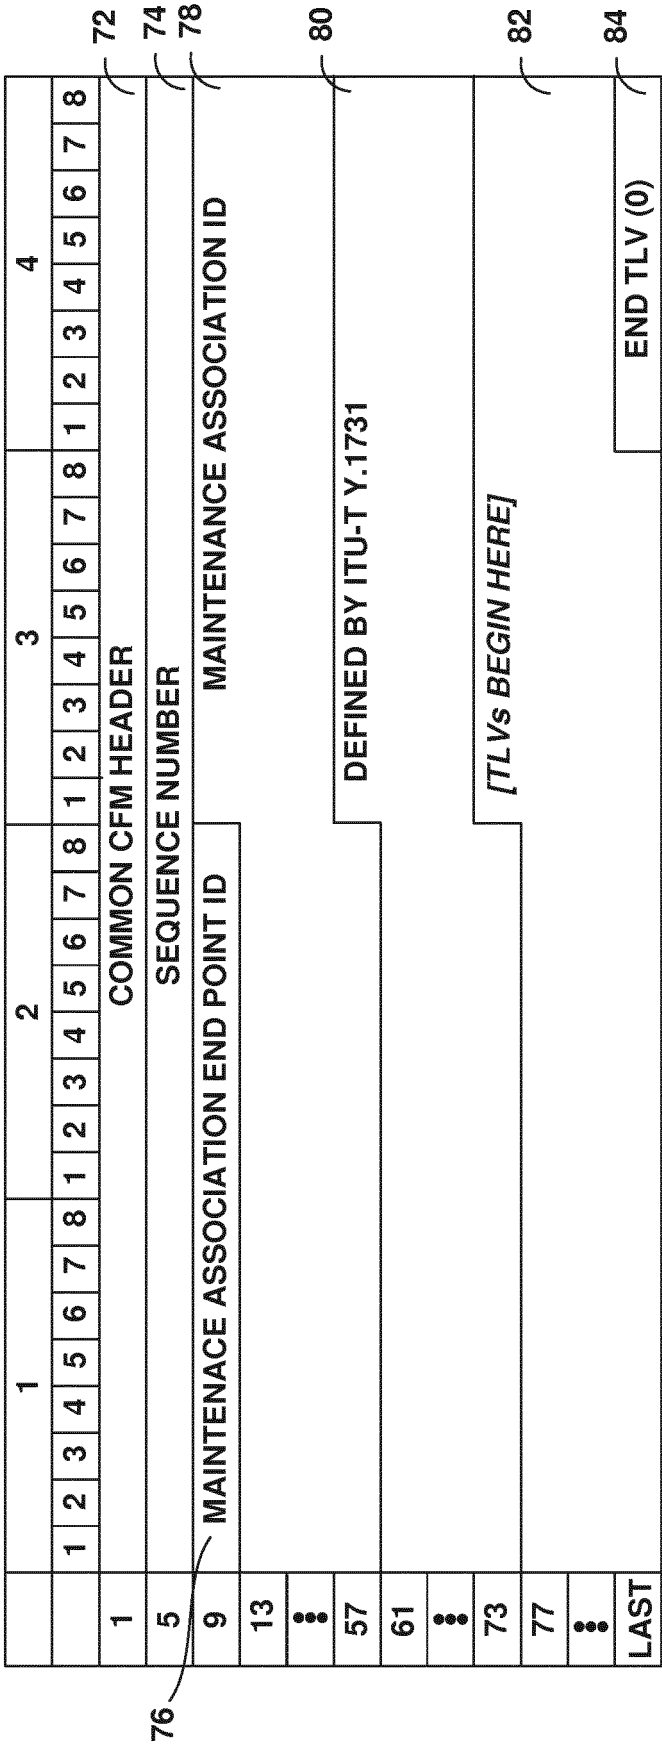 1 2 3 4
1 2 3 4 5 6 7 8 1 2 3 4 5 6 7 8 1 2 3 4 5 6 7 8 1 2 3 4 5 6 7 8
1 COMMON CFM HEADER 72
5 SEQUENCE NUMBER 74
76 9 MAINTENACE ASSOCIATION END POINT ID MAINTENANCE ASSOCIATION ID 78
13
57 DEFINED BY ITU-T Y.1731 80
61
73 [TLVs BEGIN HERE]
77 82
LAST END TLV (0) 84